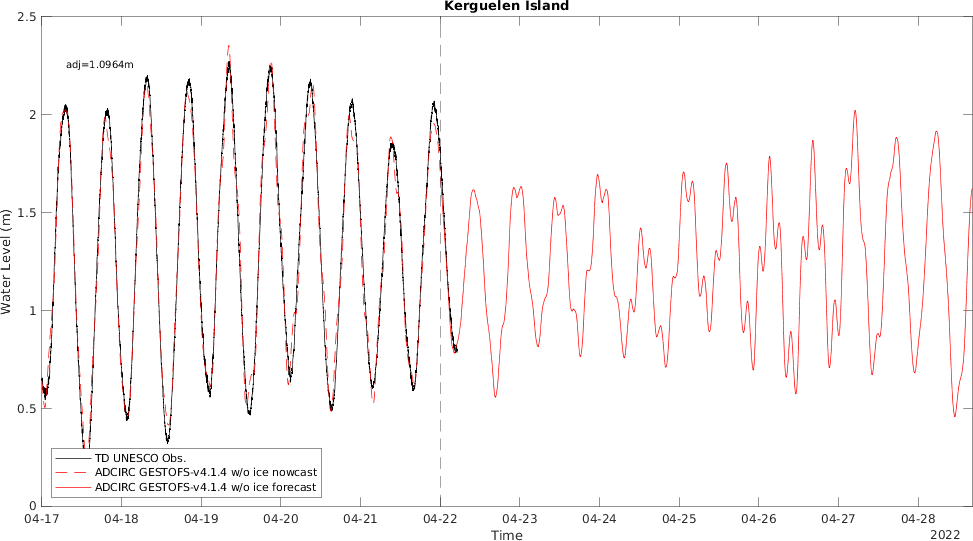 Kerguelen Island
2.5
adj=1.0964m
2
1.5
1
0.5
0
Water Level (m)
TD UNESCO Obs.
ADCIRC GESTOFS-v4.1.4 w/o ice nowcast
ADCIRC GESTOFS-v4.1.4 w/o ice forecast
04-17 04-18 04-19 04-20 04-21 04-22 04-23 04-24 04-25 04-26 04-27 04-28
Time
2022